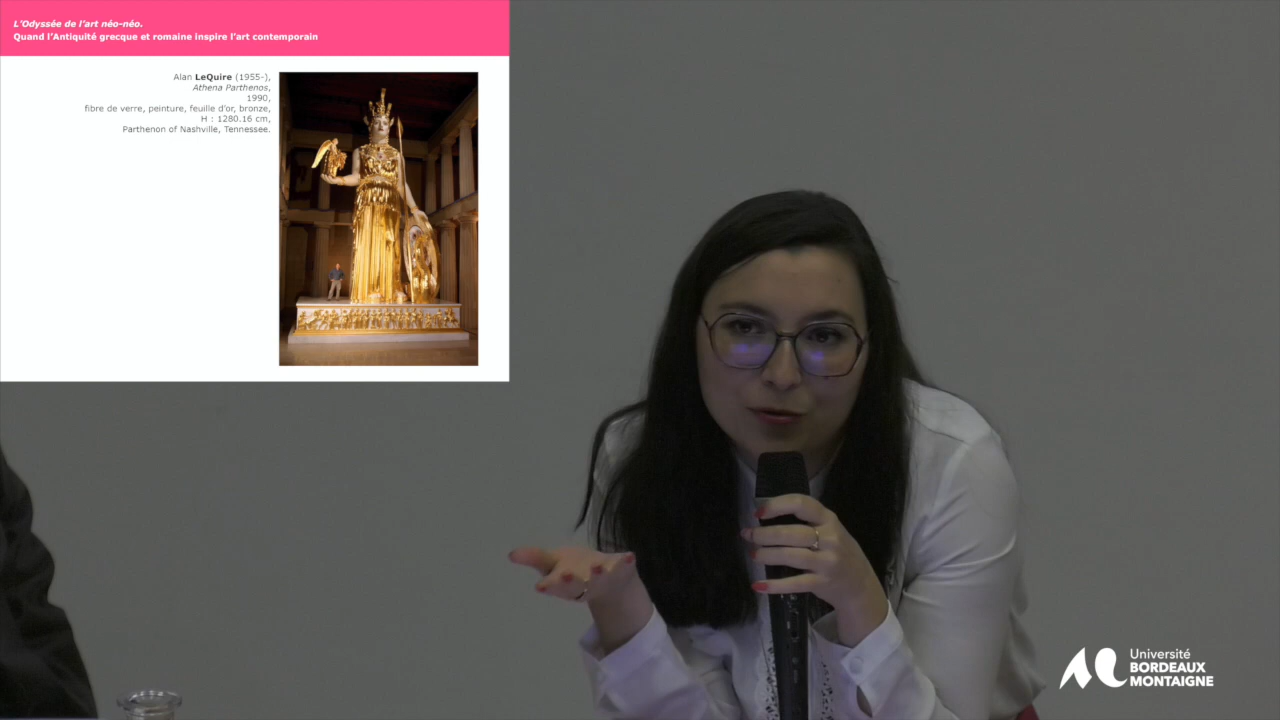 L'Odyssée de l'art néo-néo.
Quand l'Antiquité grecque et romaine inspire l'art contemporain
Alan LeQuire (1955-),
Athena Parthenos,
1990,
fibre de verre, peinture, feuille d'or, bronze,
H : 1280.16 cm,
Parthenon of Nashville, Tennessee.
Université
BORDEAUX
MONTAIGNE